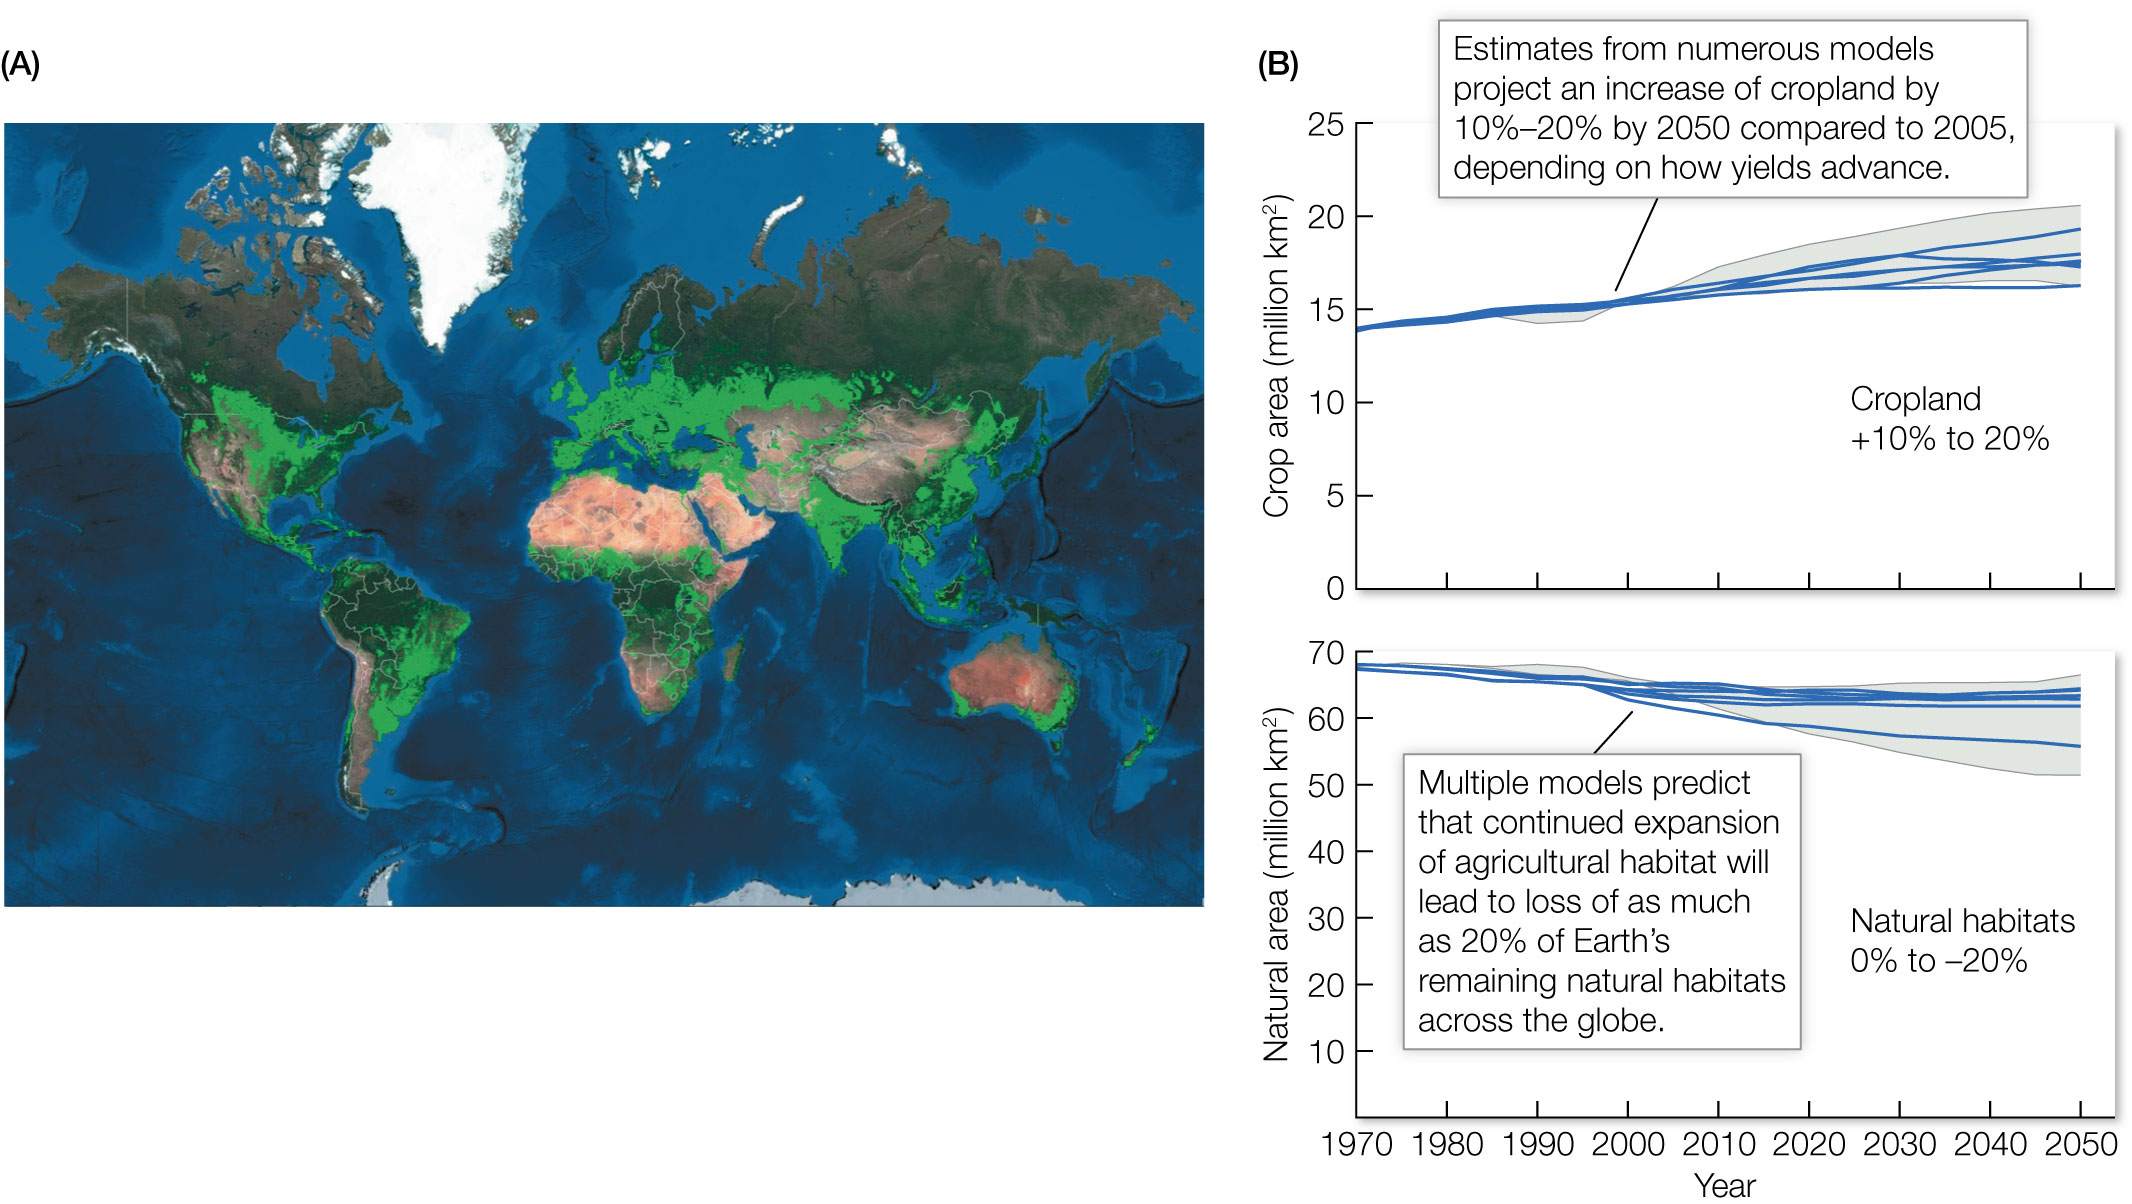 (A)
(B)
Estimates from numerous models
project an increase of cropland by
10%–20% by 2050 compared to 2005,
depending on how yields advance.
Crop area (million km²)
25
20
15
10
5
0
Cropland
+10% to 20%
Natural area (million km²)
70
60
50
40
30
20
10
Multiple models predict
that continued expansion
of agricultural habitat will
lead to loss of as much
as 20% of Earth’s
remaining natural habitats
across the globe.
Natural habitats
0% to –20%
1970 1980 1990 2000 2010 2020 2030 2040 2050
Year